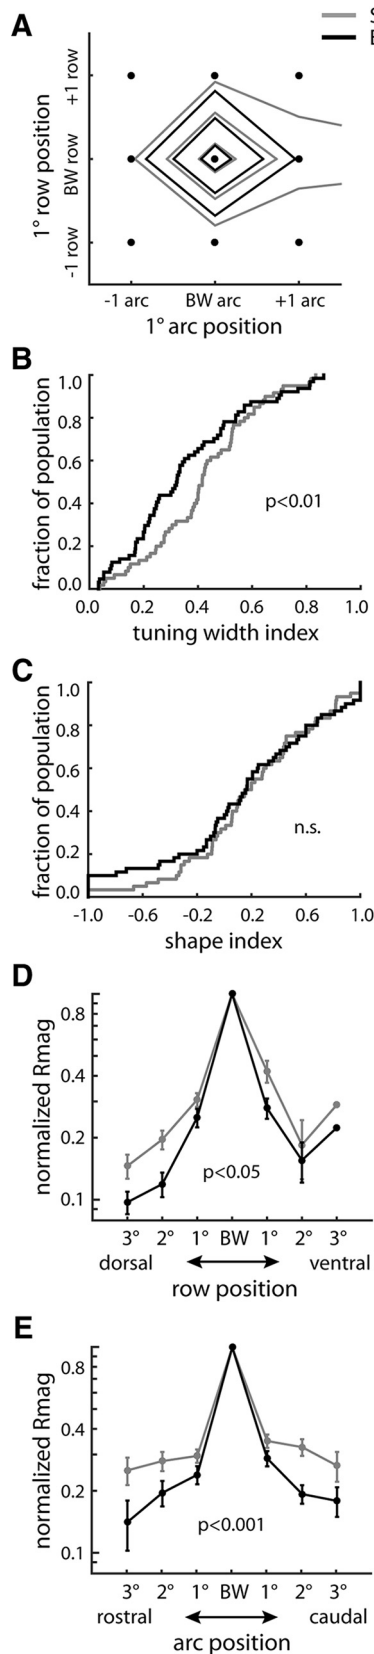 A
+1 row
BW row
-1 row
1° row position
-1 arc BW arc +1 arc
1° arc position
B
fraction of population
1.0
0.8
0.6
0.4
0.2
0.0
p<0.01
0.0 0.2 0.4 0.6 0.8 1.0
tuning width index
C
fraction of population
1.0
0.8
0.6
0.4
0.2
0.0
n.s.
-1.0 -0.6 -0.2 0.2 0.6 1.0
shape index
D
normalized Rmag
0.8
0.4
0.2
0.1
p<0.05
3° 2° 1° BW 1° 2° 3°
dorsal ventral
row position
E
normalized Rmag
0.8
0.4
0.2
0.1
p<0.001
3° 2° 1° BW 1° 2° 3°
rostral caudal
arc position